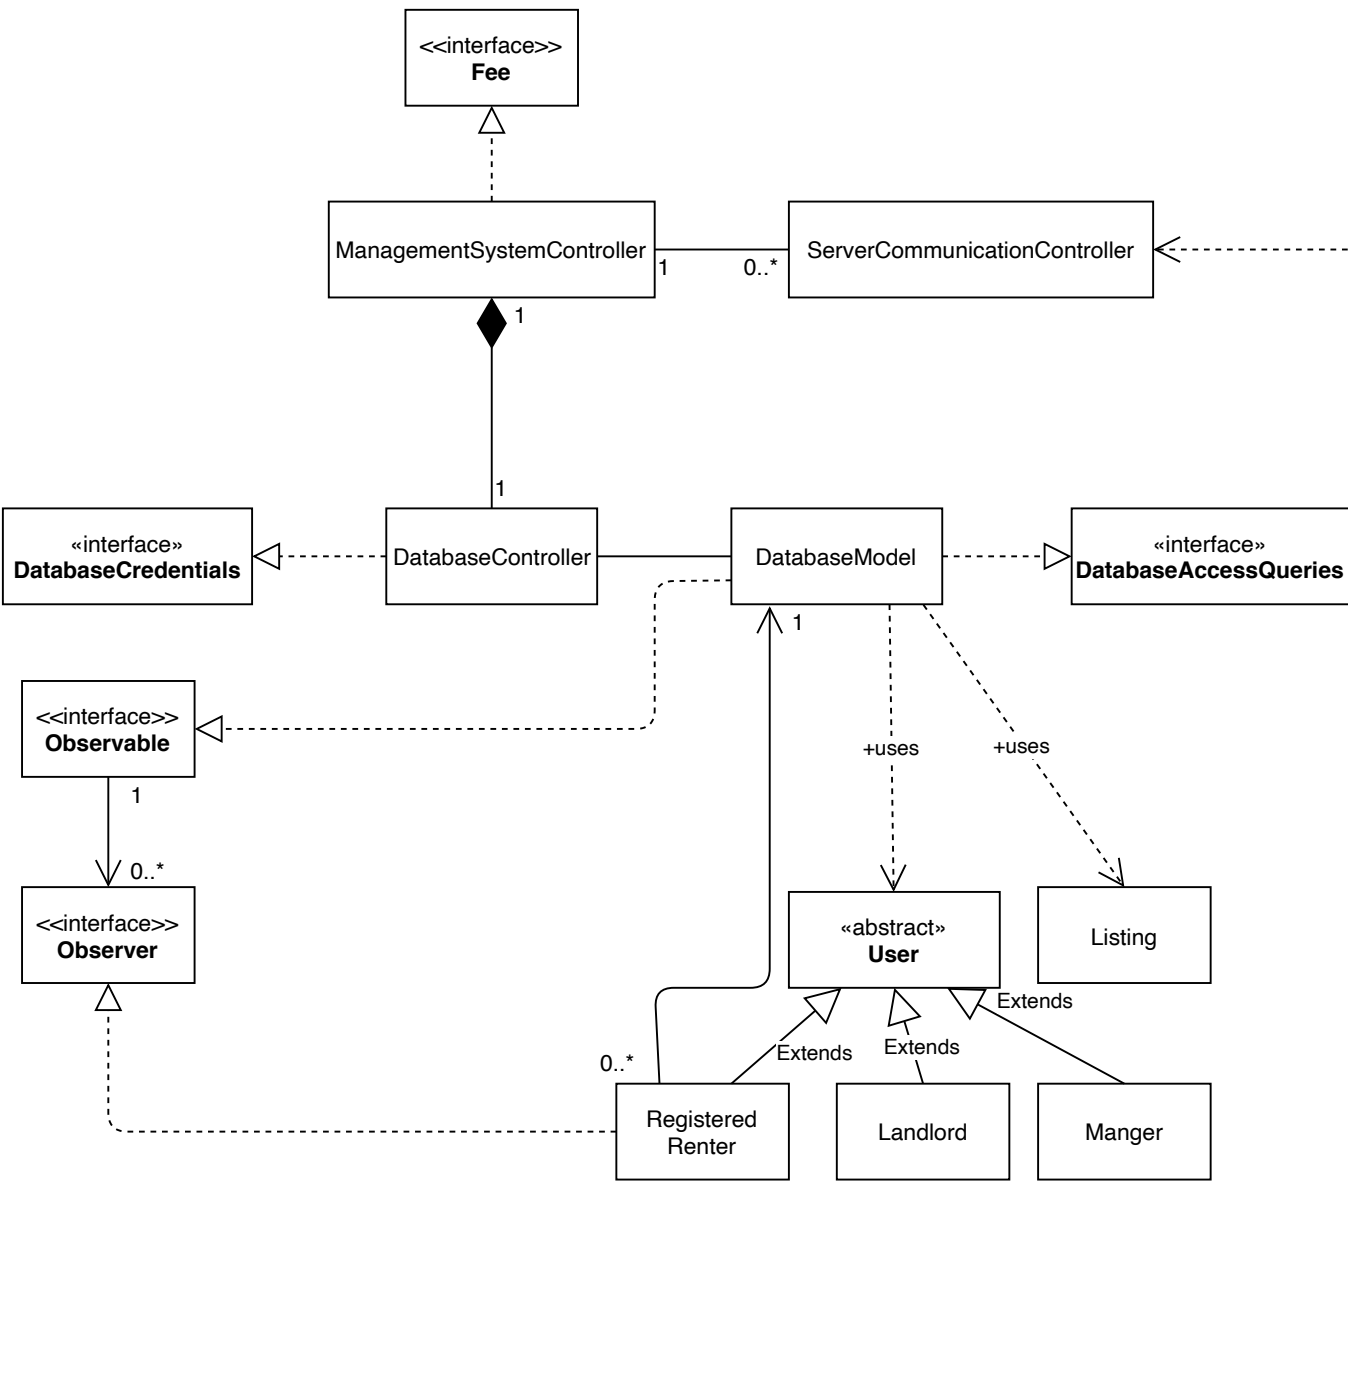 <<interface>>
Fee
ManagementSystemController
1
0..*
ServerCommunicationController
1
1
«interface»
DatabaseCredentials
DatabaseController
DatabaseModel
«interface»
DatabaseAccessQueries
1
<<interface>>
Observable
+uses
+uses
1
0..*
<<interface>>
Observer
«abstract»
User
Listing
Extends
Extends
Extends
0..*
Registered
Renter
Landlord
Manger